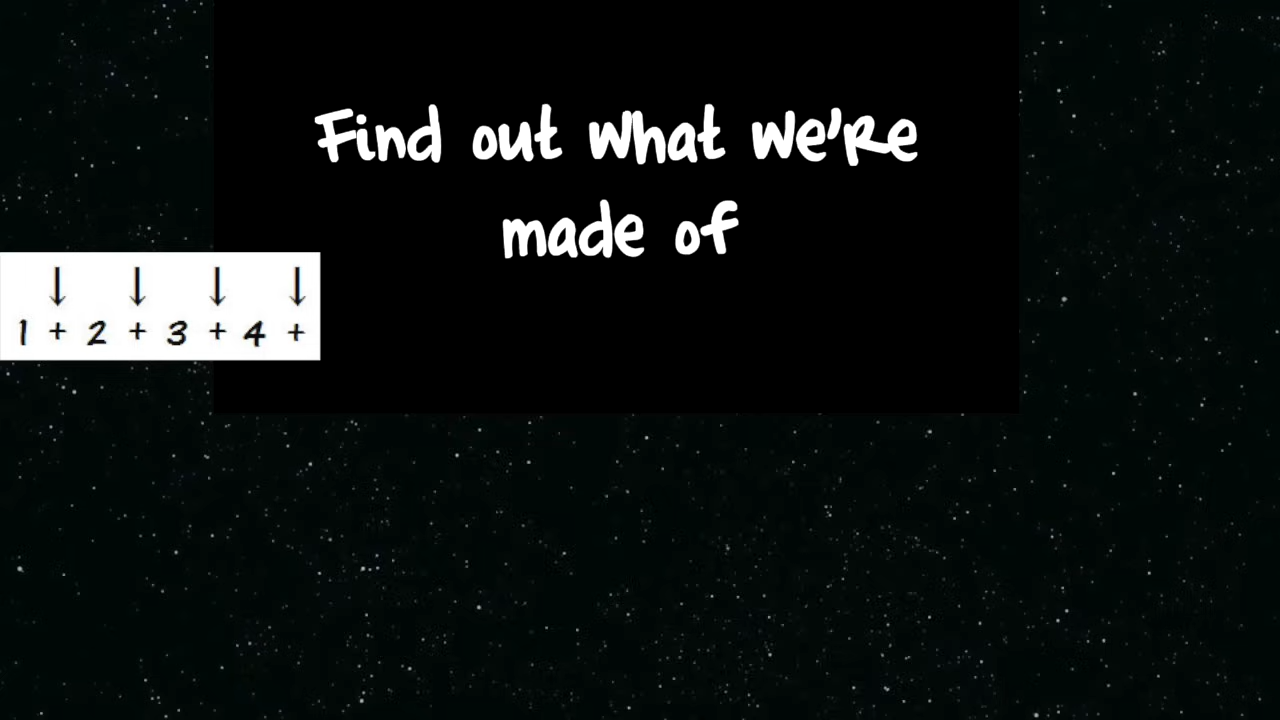 Find out what we're
made of
↓ ↓ ↓ ↓
1 + 2 + 3 + 4 +